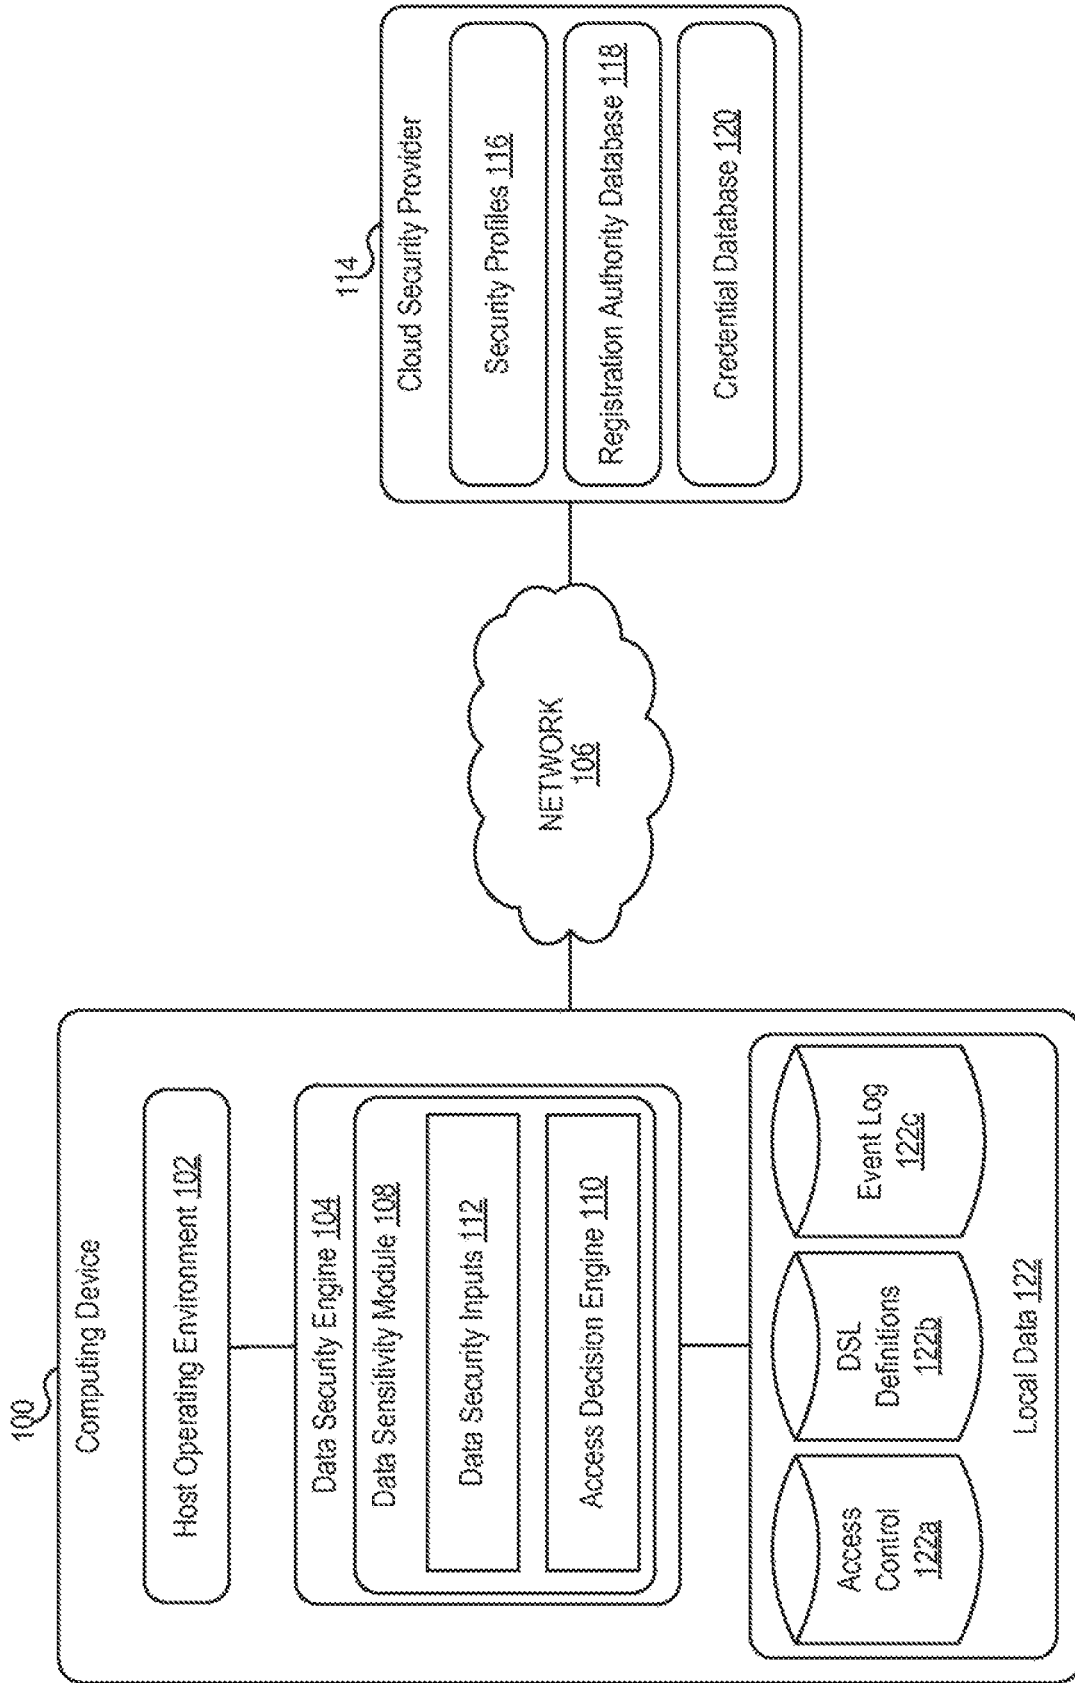 100
Computing Device
Host Operating Environment 102
Data Security Engine 104
Data Sensitivity Module 108
Data Security Inputs 112
Access Decision Engine 110
Access
Control
122a
DSL
Definitions
122b
Event Log
122c
Local Data 122
NETWORK
106
114
Cloud Security Provider
Security Profiles 116
Registration Authority Database 118
Credential Database 120